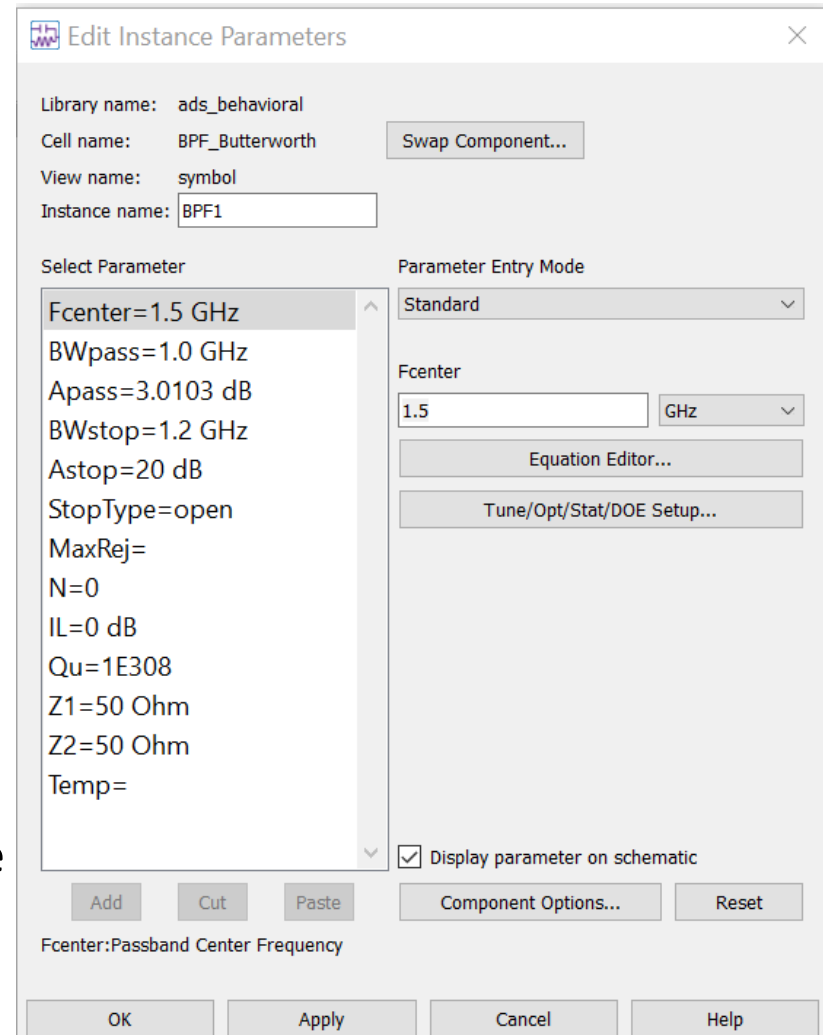 Edit Instance Parameters
Library name: ads_behavioral
Cell name: BPF_Butterworth
Swap Component...
View name: symbol
Instance name: BPF1
Select Parameter
Parameter Entry Mode
Fcenter=1.5 GHz
BWpass=1.0 GHz
Apass=3.0103 dB
BWstop=1.2 GHz
Astop=20 dB
StopType=open
MaxRej=
N=0
IL=0 dB
Qu=1E308
Z1=50 Ohm
Z2=50 Ohm
Temp=
Standard
Fcenter
1.5 GHz
Equation Editor...
Tune/Opt/Stat/DOE Setup...
e
Display parameter on schematic
Add Cut Paste Component Options... Reset
Fcenter:Passband Center Frequency
OK Apply Cancel Help